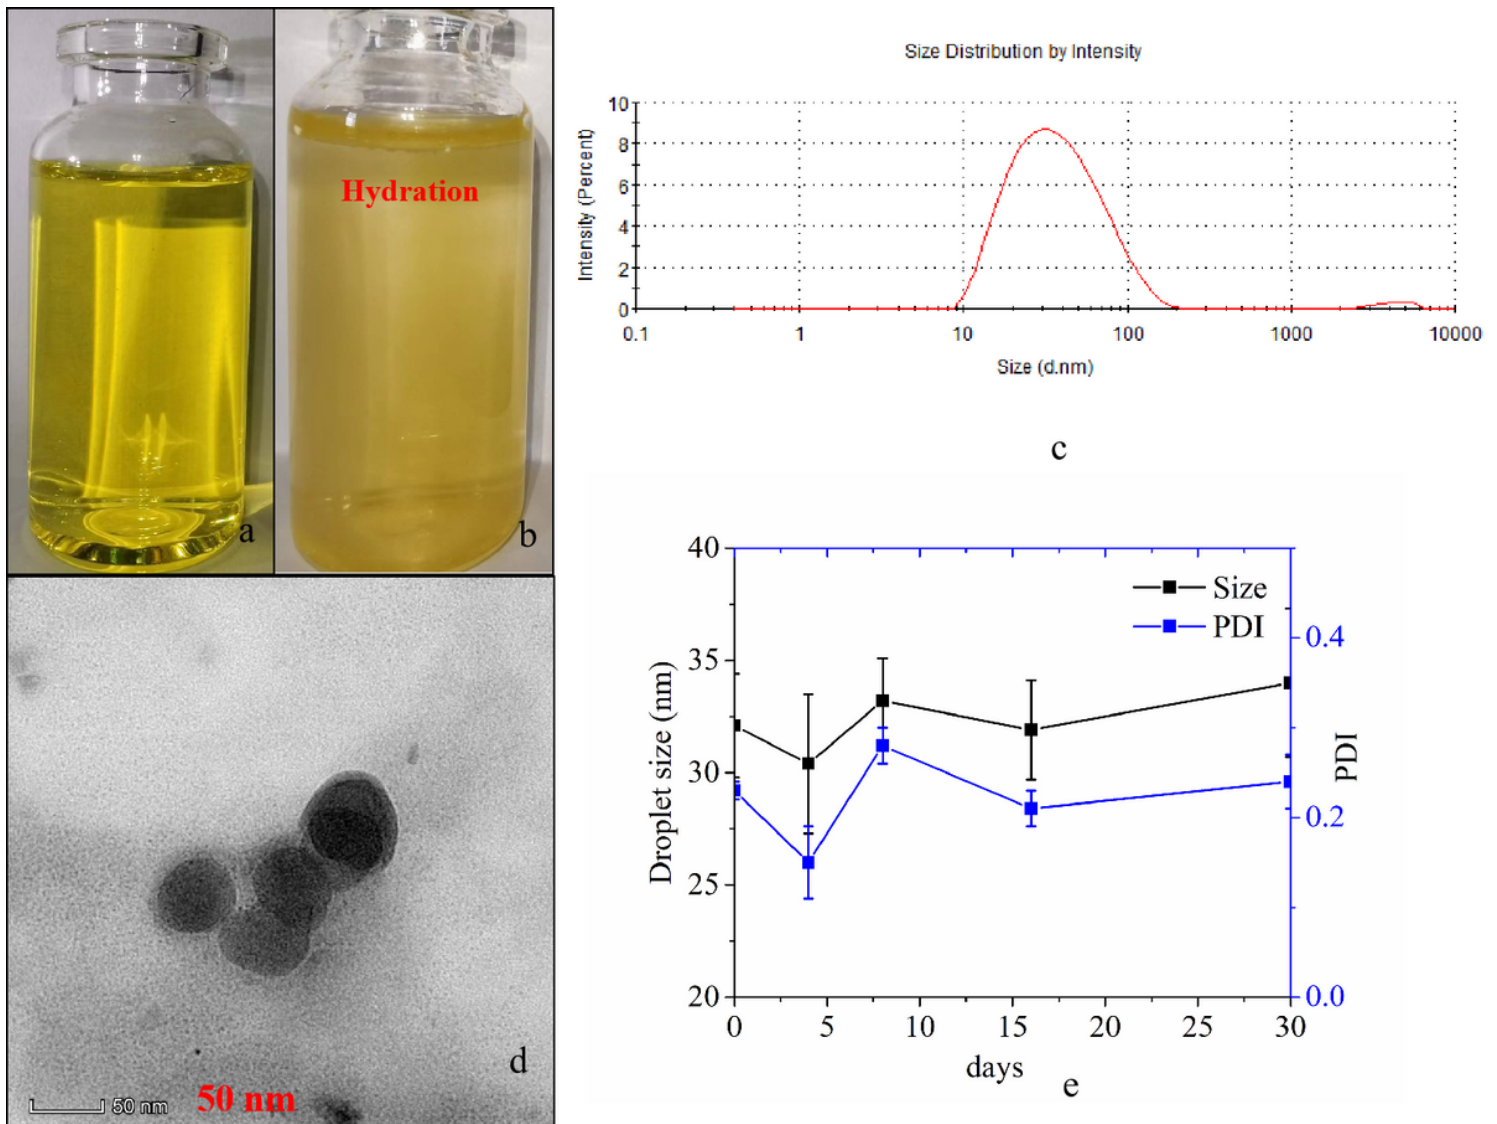 a
Hydration
b
Size Distribution by Intensity
Intensity (Percent)
10
8
6
4
2
0
0.1 1 10 100 1000 10000
Size (d.nm)
c
50 nm
50 nm
d
Size
PDI
Droplet size (nm)
40
35
30
25
20
0.4
0.2
0.0
PDI
0 5 10 15 20 25 30
days
e